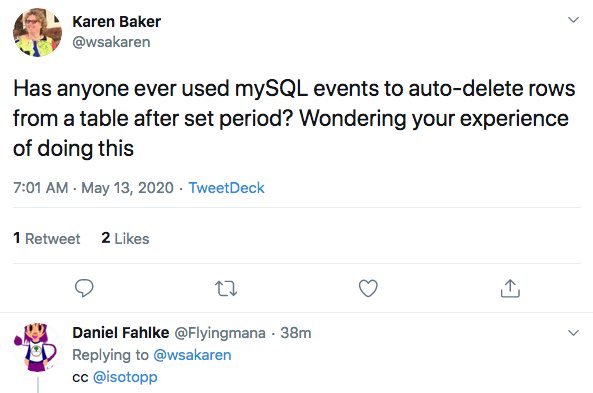 Karen Baker
@wsakaren
Has anyone ever used mySQL events to auto-delete rows
from a table after set period? Wondering your experience
of doing this
7:01 AM · May 13, 2020 · TweetDeck
1 Retweet 2 Likes
Daniel Fahlke @Flyingmana · 38m
Replying to @wsakaren
cc @isotopp